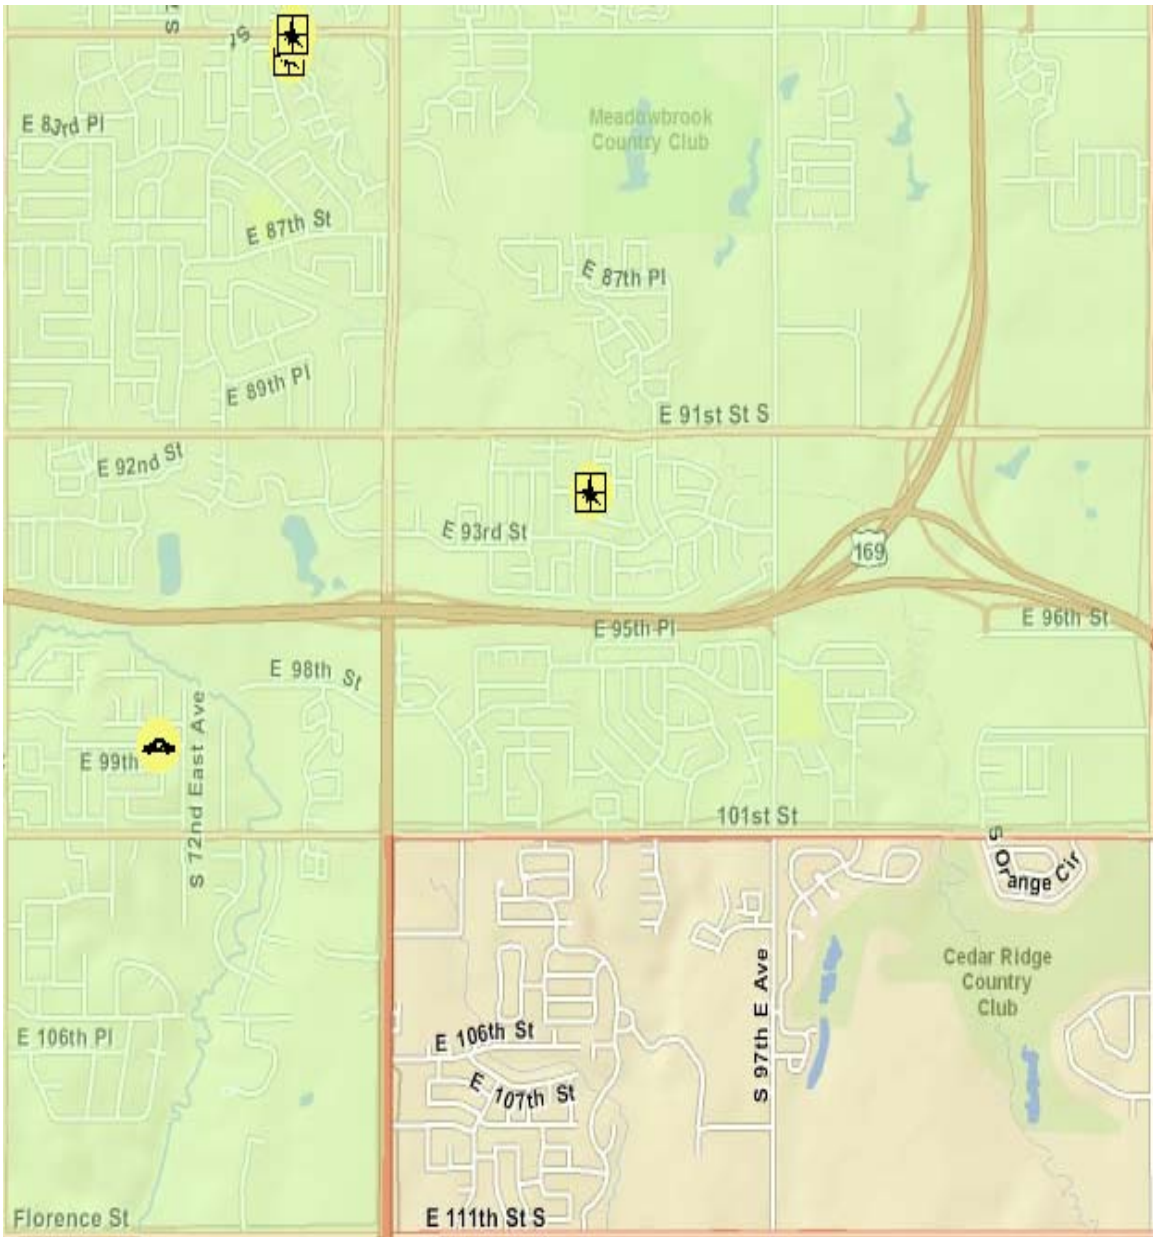 St
E 83rd Pl
Meadowbrook
Country Club
E 87th St
E 87th Pl
E 89th Pl
E 91st St S
E 92nd St
E 93rd St
169
E 95th Pl
E 96th St
E 98th St
S 72nd East Ave
E 99th
101st St
S Orange Cir
Cedar Ridge
Country
Club
S 97th E Ave
E 106th Pl
E 106th St
E 107th St
Florence St
E 111th St S